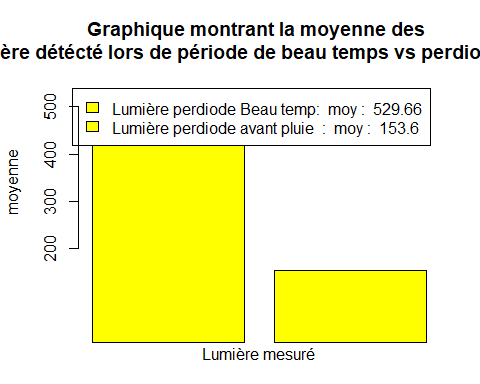 Graphique montrant la moyenne des
ère détécté lors de période de beau temps vs perdio
Lumière perdiode Beau temp: moy : 529.66
Lumière perdiode avant pluie : moy : 153.6
500
400
300
200
moyenne
Lumière mesuré